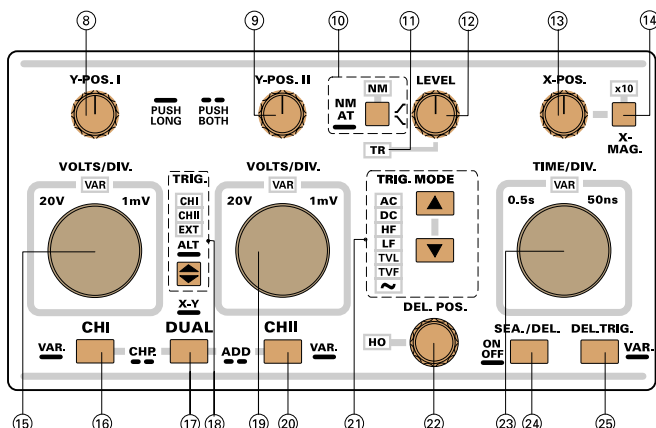 8 9 10 11 12 13 14
Y-POS. I Y-POS. II NM LEVEL X-POS. x10
PUSH LONG PUSH BOTH NM AT TR X-MAG.
VOLTS/DIV. TRIG. VOLTS/DIV. TRIG. MODE TIME/DIV.
VAR VAR VAR
20V 1mV 20V 1mV 0.5s 50ns
CHI
CHII
EXT
ALT
AC
DC
HF
LF
TVL
TVF
~
X-Y DEL. POS.
CHI DUAL CHII SEA./DEL. DEL.TRIG.
VAR. CHP. ADD VAR. HO ON OFF VAR.
15 16 17 18 19 20 21 22 23 24 25